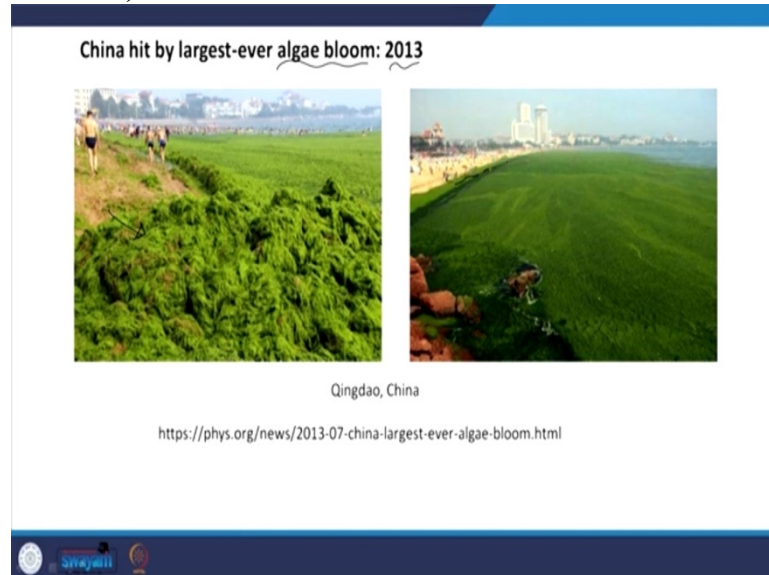 China hit by largest-ever algae bloom: 2013
Qingdao, China
https://phys.org/news/2013-07-china-largest-ever-algae-bloom.html
swayam